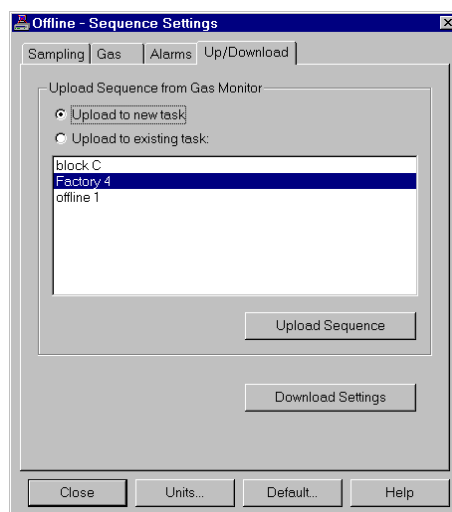 Offline - Sequence Settings
Sampling Gas Alarms Up/Download
Upload Sequence from Gas Monitor
Upload to new task
Upload to existing task:
block C
Factory 4
offline 1
Upload Sequence
Download Settings
Close Units... Default... Help